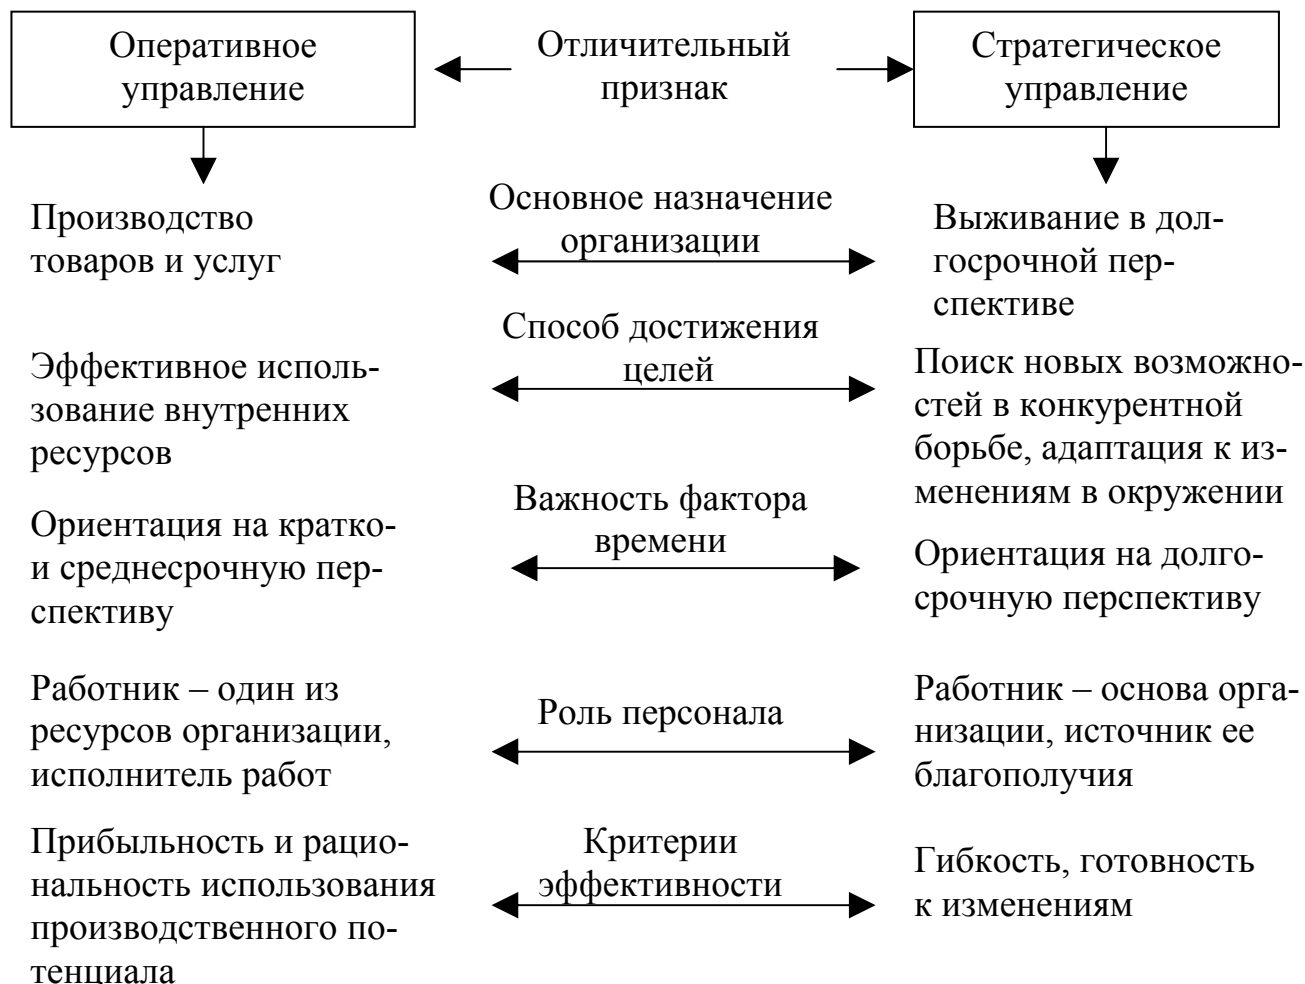 Оперативное
управление
Отличительный
признак
Стратегическое
управление
Производство
товаров и услуг
Основное назначение
организации
Выживание в дол-
госрочной пер-
спективе
Эффективное исполь-
зование внутренних
ресурсов
Способ достижения
целей
Поиск новых возможно-
стей в конкурентной
борьбе, адаптация к из-
менениям в окружении
Ориентация на кратко-
и среднесрочную пер-
спективу
Важность фактора
времени
Ориентация на долго-
срочную перспективу
Работник – один из
ресурсов организации,
исполнитель работ
Роль персонала
Работник – основа орга-
низации, источник ее
благополучия
Прибыльность и рацио-
нальность использования
производственного по-
тенциала
Критерии
эффективности
Гибкость, готовность
к изменениям